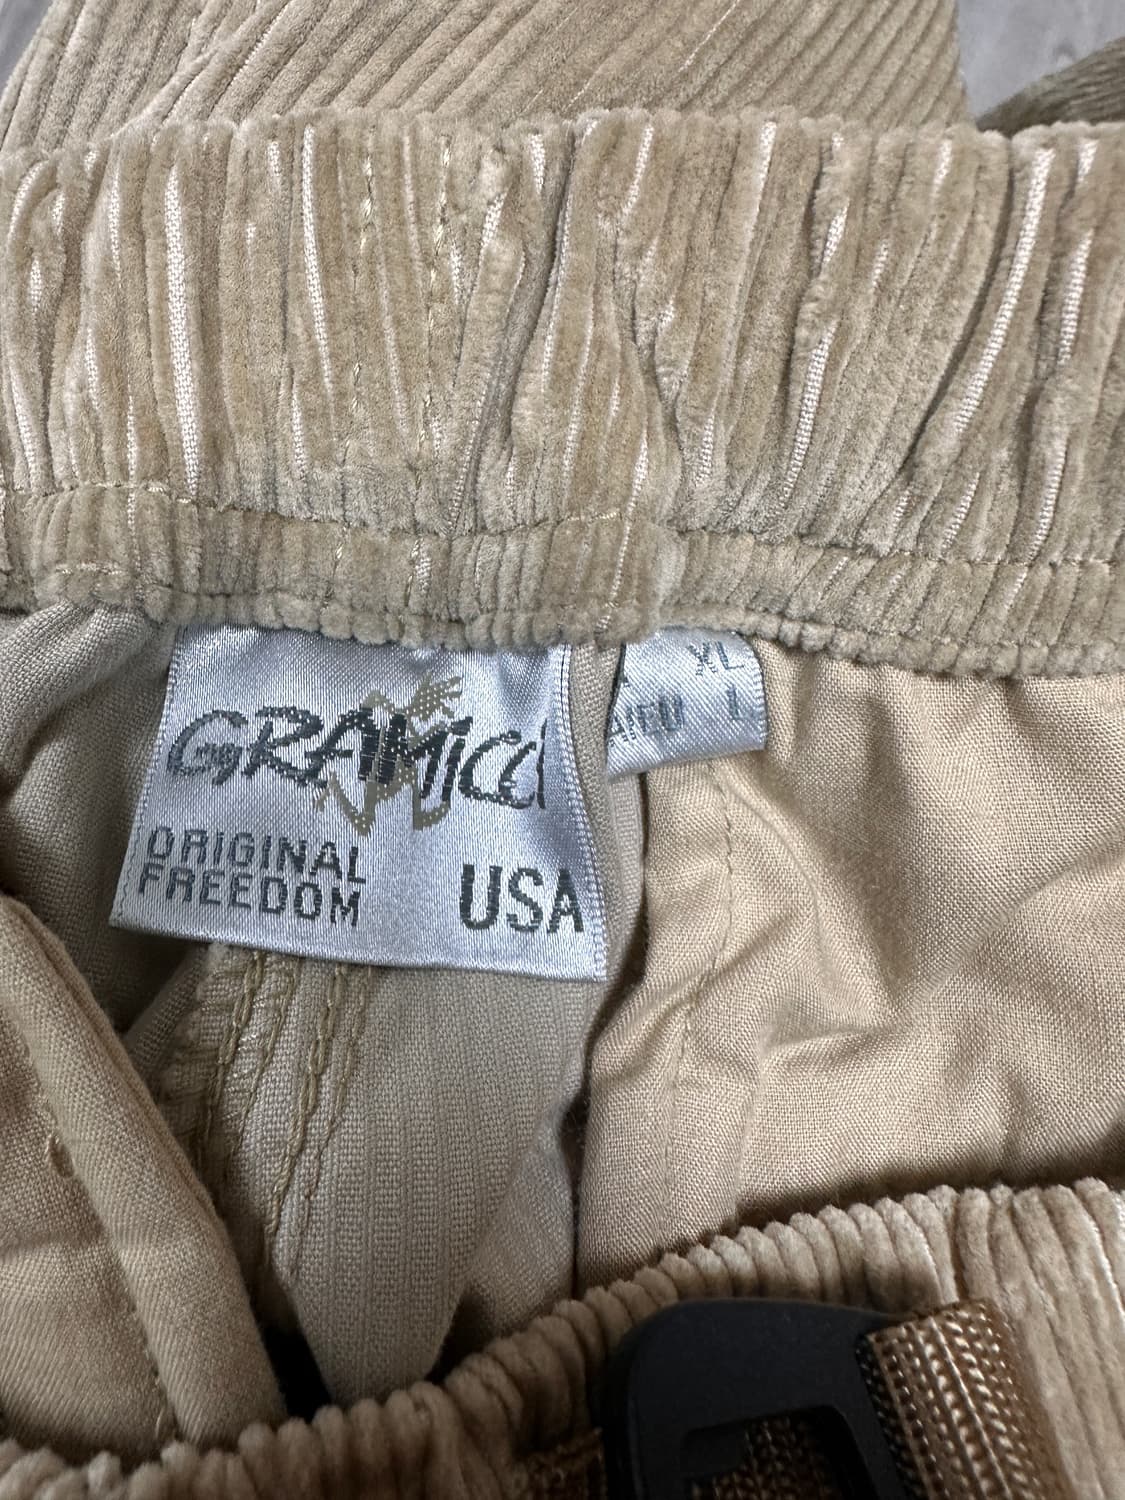 GRAMICCI
ORIGINAL
FREEDOM
USA
XL
L